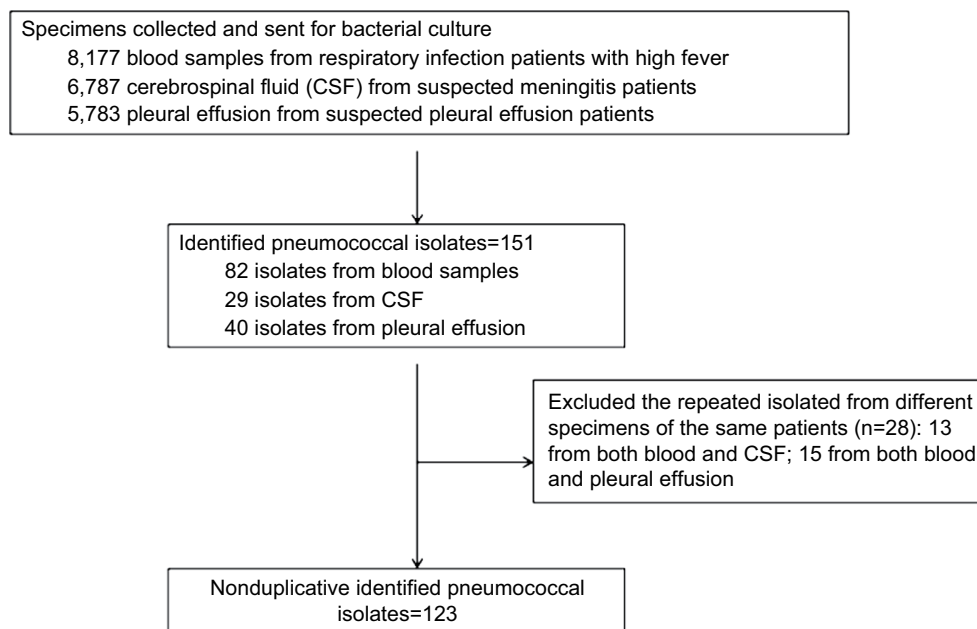 Specimens collected and sent for bacterial culture
8,177 blood samples from respiratory infection patients with high fever
6,787 cerebrospinal fluid (CSF) from suspected meningitis patients
5,783 pleural effusion from suspected pleural effusion patients
Identified pneumococcal isolates=151
82 isolates from blood samples
29 isolates from CSF
40 isolates from pleural effusion
Excluded the repeated isolated from different
specimens of the same patients (n=28): 13
from both blood and CSF; 15 from both blood
and pleural effusion
Nonduplicative identified pneumococcal
isolates=123